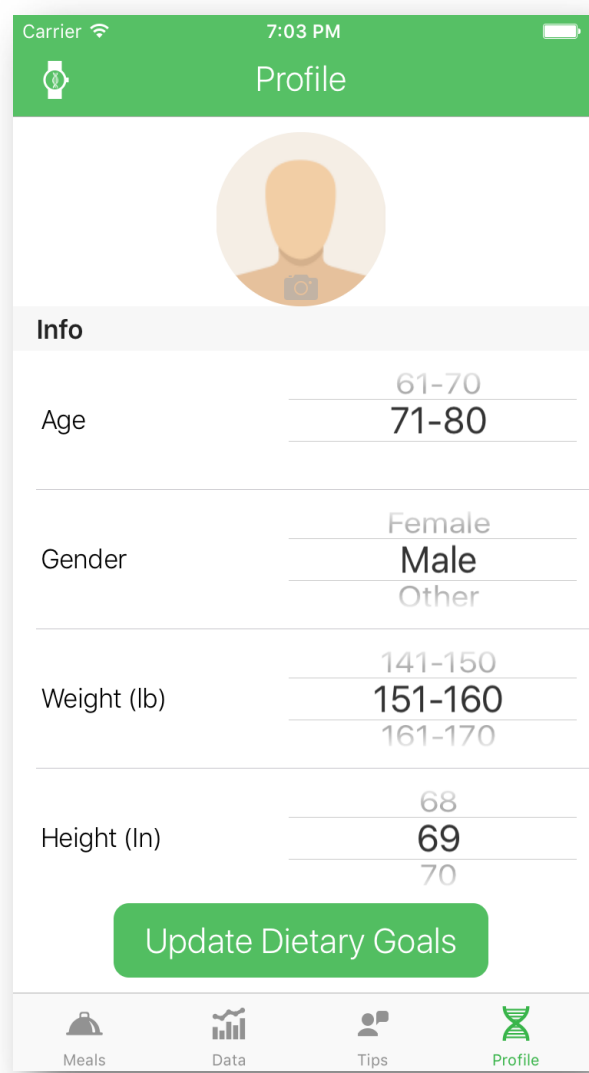 Carrier 7:03 PM
Profile
Info
61-70
Age 71-80
Female
Gender Male
Other
141-150
Weight (lb) 151-160
161-170
68
Height (In) 69
70
Update Dietary Goals
Meals Data Tips Profile